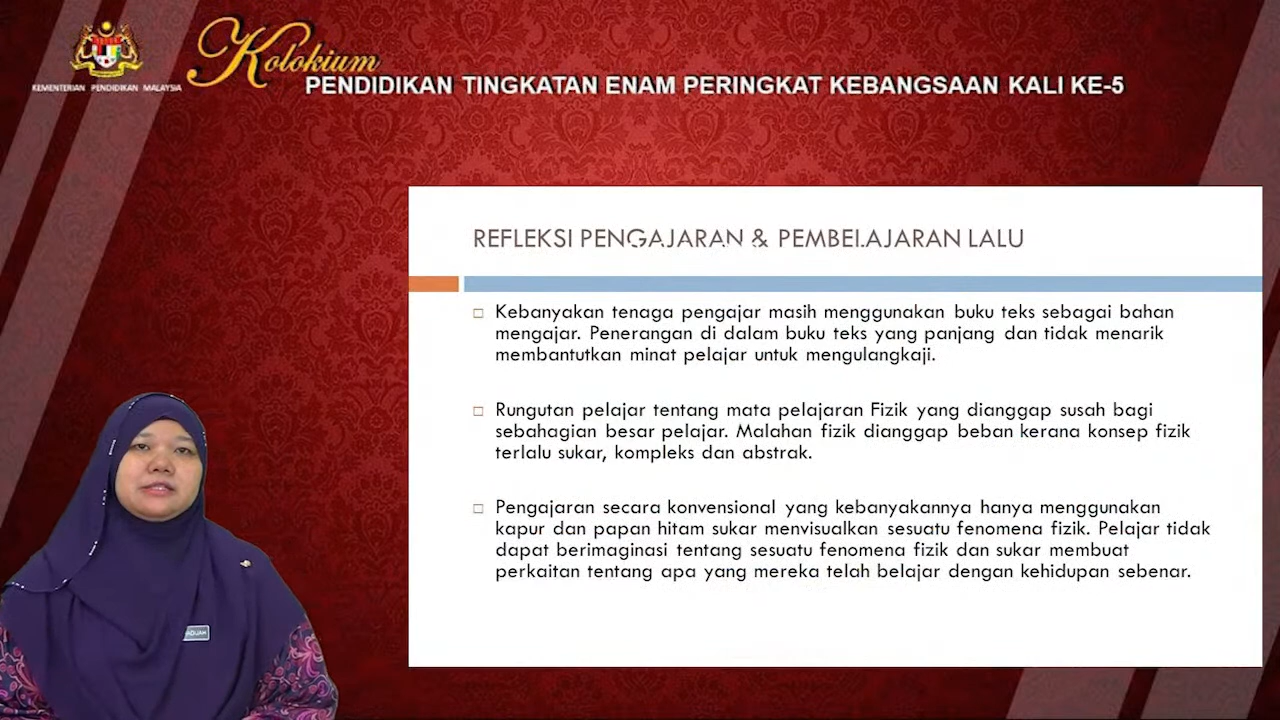 Kolokium
KEMENTERIAN PENDIDIKAN MALAYSIA
PENDIDIKAN TINGKATAN ENAM PERINGKAT KEBANGSAAN KALI KE-5
REFLEKSI PENGAJARAN & PEMBELAJARAN LALU
Kebanyakan tenaga pengajar masih menggunakan buku teks sebagai bahan
mengajar. Penerangan di dalam buku teks yang panjang dan tidak menarik
membantutkan minat pelajar untuk mengulangkaji.
Rungutan pelajar tentang mata pelajaran Fizik yang dianggap susah bagi
sebahagian besar pelajar. Malahan fizik dianggap beban kerana konsep fizik
terlalu sukar, kompleks dan abstrak.
Pengajaran secara konvensional yang kebanyakannya hanya menggunakan
kapur dan papan hitam sukar menvisualkan sesuatu fenomena fizik. Pelajar tidak
dapat berimaginasi tentang sesuatu fenomena fizik dan sukar membuat
perkaitan tentang apa yang mereka telah belajar dengan kehidupan sebenar.